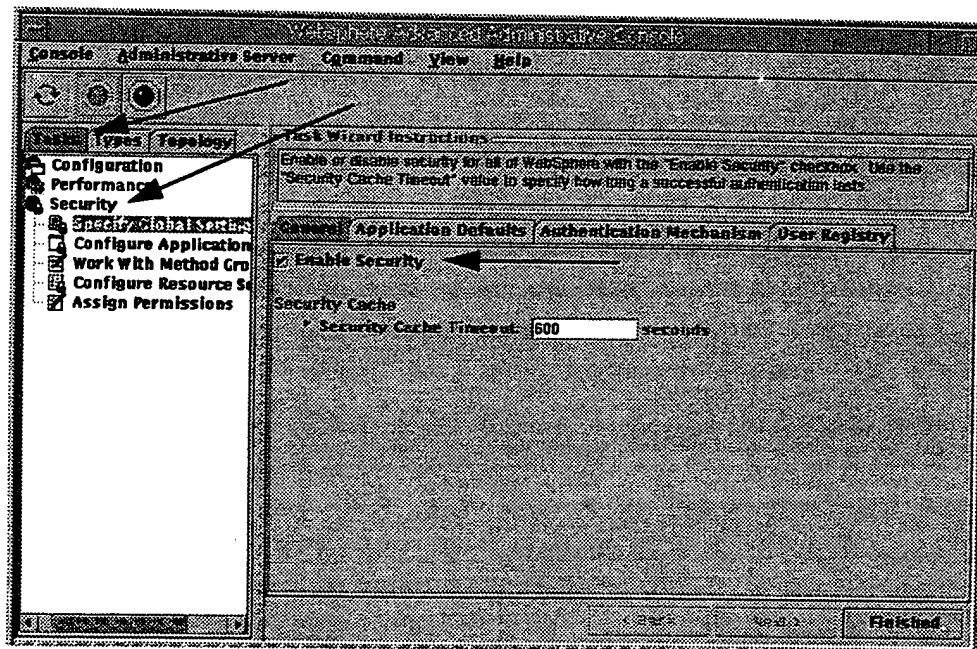 WebSphere Advanced Administrative Console
Console Administrative Server Command View Help
Tasks Types Topology
Configuration
Performance
Security
Specify Global Settings
Configure Application
Work With Method Gro
Configure Resource Se
Assign Permissions
Task Wizard Instructions
Enable or disable security for all of WebSphere with the "Enable Security" checkbox. Use the
"Security Cache Timeout" value to specify how long a successful authentication lasts.
General Application Defaults Authentication Mechanism User Registry
Enable Security
Security Cache
* Security Cache Timeout: 600 seconds
Finished